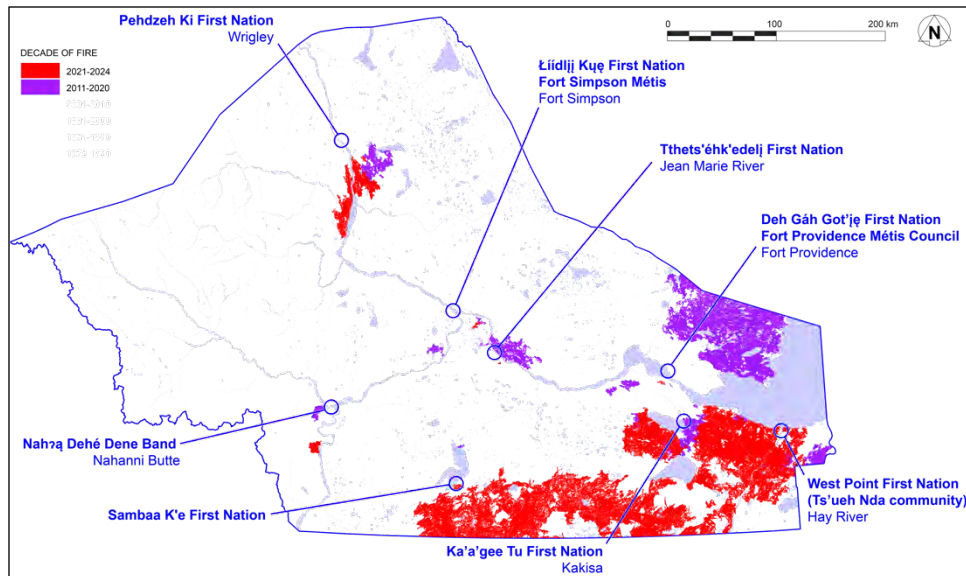 Pehdzeh Ki First Nation
Wrigley
0 100 200 km
N
DECADE OF FIRE
2021-2024
2011-2020
Łíídlįį Kųę First Nation
Fort Simpson Métis
Fort Simpson
Tthets'éhk'edelį First Nation
Jean Marie River
Deh Gáh Got'įę First Nation
Fort Providence Métis Council
Fort Providence
Nahʔą Dehé Dene Band
Nahanni Butte
Sambaa K'e First Nation
West Point First Nation
(Ts'ueh Nda community)
Hay River
Ka'a'gee Tu First Nation
Kakisa